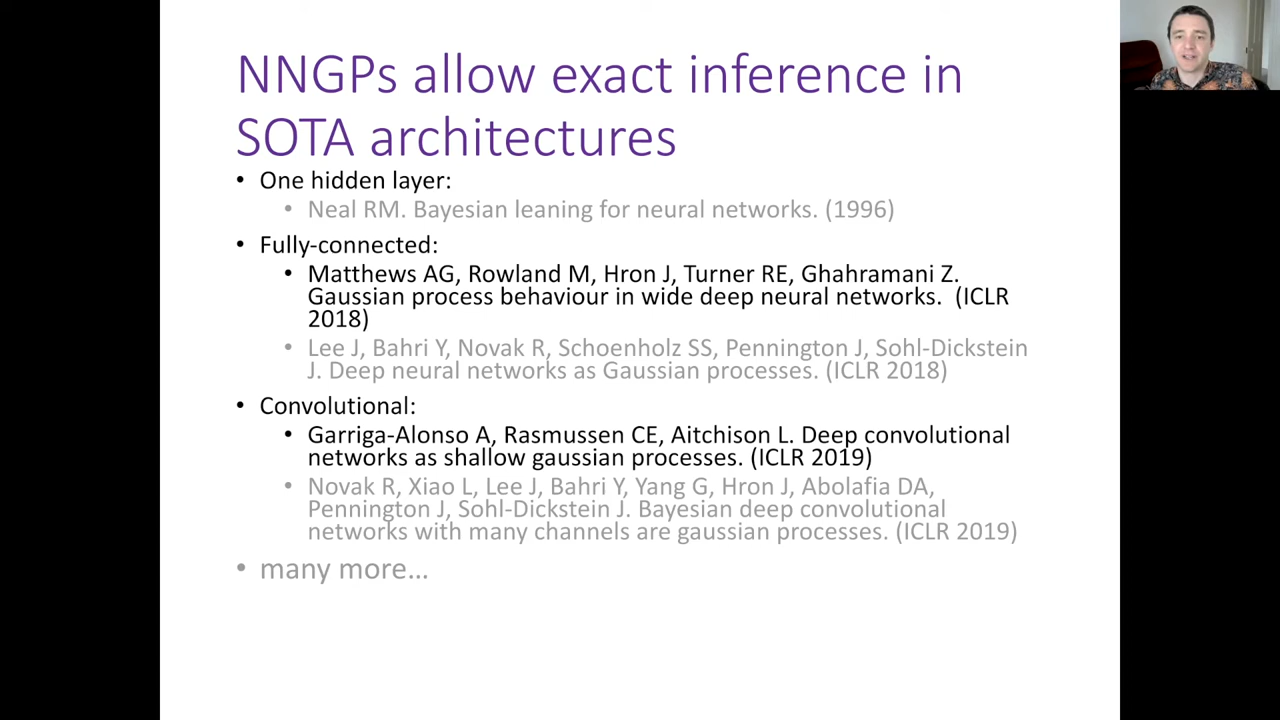 NNGPs allow exact inference in
SOTA architectures
• One hidden layer:
• Neal RM. Bayesian leaning for neural networks. (1996)
• Fully-connected:
• Matthews AG, Rowland M, Hron J, Turner RE, Ghahramani Z.
Gaussian process behaviour in wide deep neural networks. (ICLR
2018)
• Lee J, Bahri Y, Novak R, Schoenholz SS, Pennington J, Sohl-Dickstein
J. Deep neural networks as Gaussian processes. (ICLR 2018)
• Convolutional:
• Garriga-Alonso A, Rasmussen CE, Aitchison L. Deep convolutional
networks as shallow gaussian processes. (ICLR 2019)
• Novak R, Xiao L, Lee J, Bahri Y, Yang G, Hron J, Abolafia DA,
Pennington J, Sohl-Dickstein J. Bayesian deep convolutional
networks with many channels are gaussian processes. (ICLR 2019)
• many more…